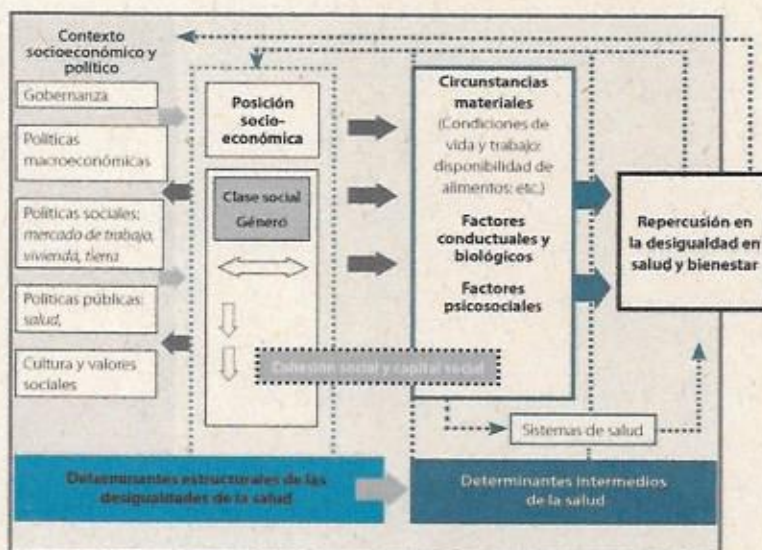 Contexto
socioeconómico y
político
Gobernanza
Políticas
macroeconómicas
Políticas sociales:
mercado de trabajo,
vivienda, tierra
Políticas públicas:
salud,
Cultura y valores
sociales
Posición
socio-
económica
Clase social
Género
Cohesión social y capital social
Circunstancias
materiales
(Condiciones de
vida y trabajo:
disponibilidad de
alimentos: etc.)
Factores
conductuales y
biológicos
Factores
psicosociales
Sistemas de salud
Repercusión en
la desigualdad en
salud y bienestar
Determinantes estructurales de las
desigualdades de la salud
Determinantes intermedios
de la salud